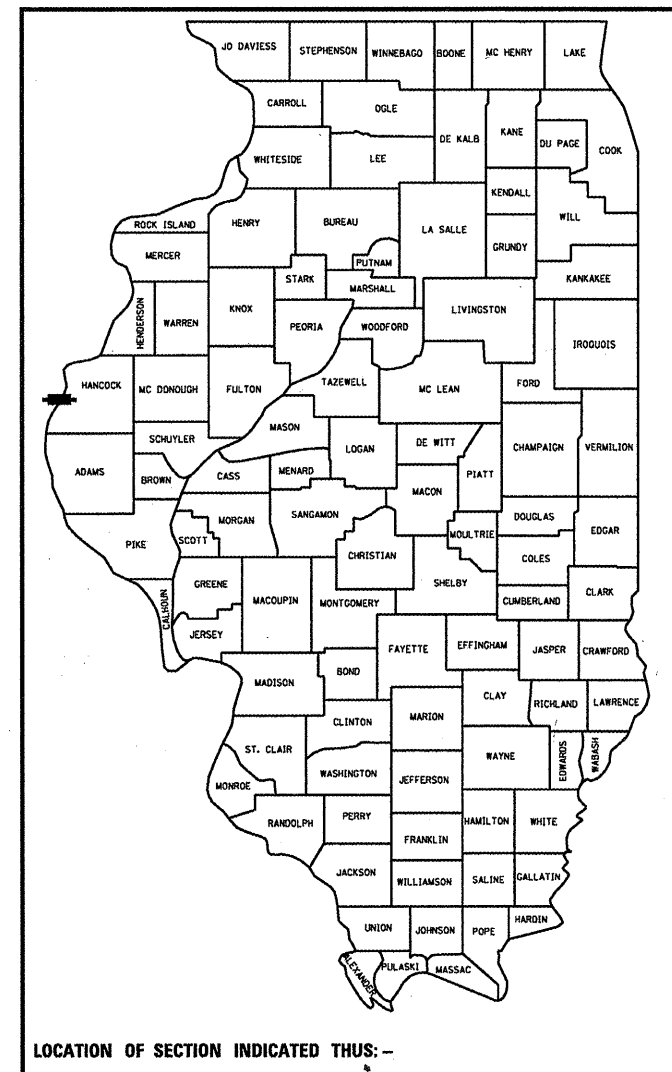 JO DAVIESS STEPHENSON WINNEBAGO BOONE MC HENRY LAKE
CARROLL OGLE DE KALB KANE DU PAGE COOK
WHITESIDE LEE
KENDALL WILL
ROCK ISLAND HENRY BUREAU LA SALLE GRUNDY
MERCER PUTNAM
STARK MARSHALL KANKAKEE
HENDERSON WARREN KNOX PEORIA WOODFORD LIVINGSTON IROQUOIS
HANCOCK MC DONOUGH FULTON TAZEWELL MC LEAN FORD
MASON
SCHUYLER LOGAN DE WITT CHAMPAIGN VERMILION
ADAMS BROWN CASS MENARD PIATT
MACON
MORGAN SANGAMON DOUGLAS
PIKE SCOTT CHRISTIAN MOULTRIE COLES EDGAR
GREENE MACOUPIN MONTGOMERY SHELBY CUMBERLAND CLARK
CALHOUN JERSEY
FAYETTE EFFINGHAM JASPER CRAWFORD
MADISON BOND
CLAY RICHLAND LAWRENCE
CLINTON MARION
ST. CLAIR WAYNE EDWARDS WABASH
MONROE WASHINGTON JEFFERSON
RANDOLPH PERRY HAMILTON WHITE
FRANKLIN
JACKSON WILLIAMSON SALINE GALLATIN
UNION JOHNSON POPE HARDIN
ALEXANDER PULASKI MASSAC
LOCATION OF SECTION INDICATED THUS: –